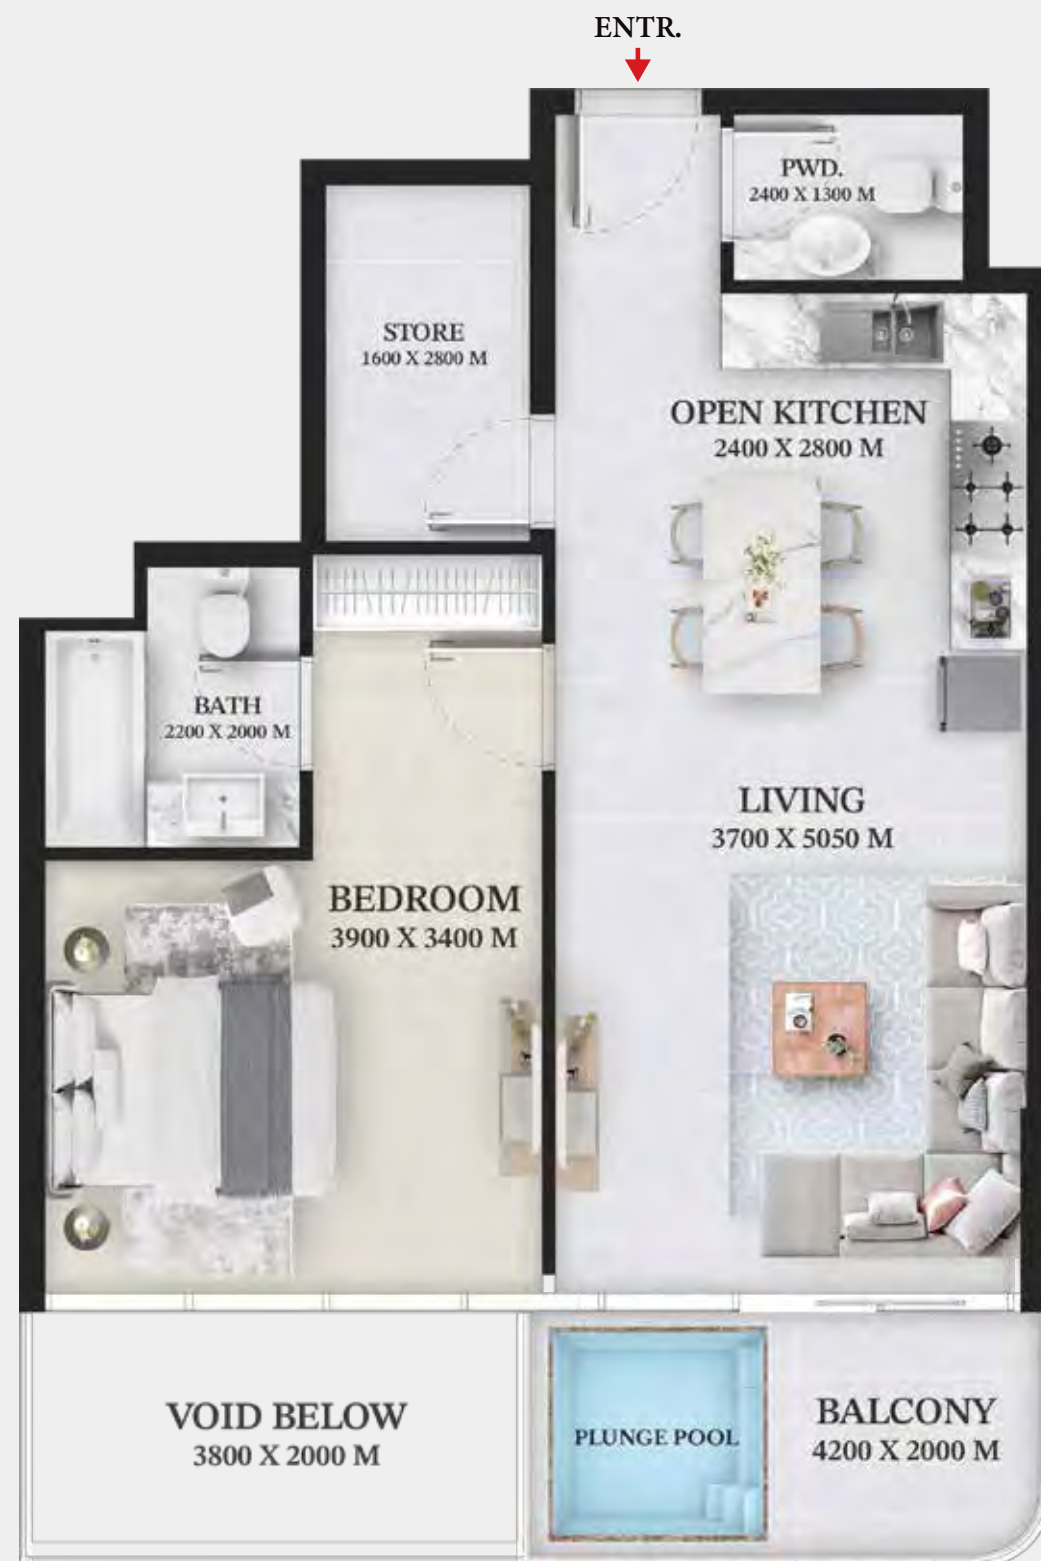 ENTR.
PWD.
2400 X 1300 M
STORE
1600 X 2800 M
OPEN KITCHEN
2400 X 2800 M
BATH
2200 X 2000 M
LIVING
3700 X 5050 M
BEDROOM
3900 X 3400 M
VOID BELOW
3800 X 2000 M
PLUNGE POOL
BALCONY
4200 X 2000 M